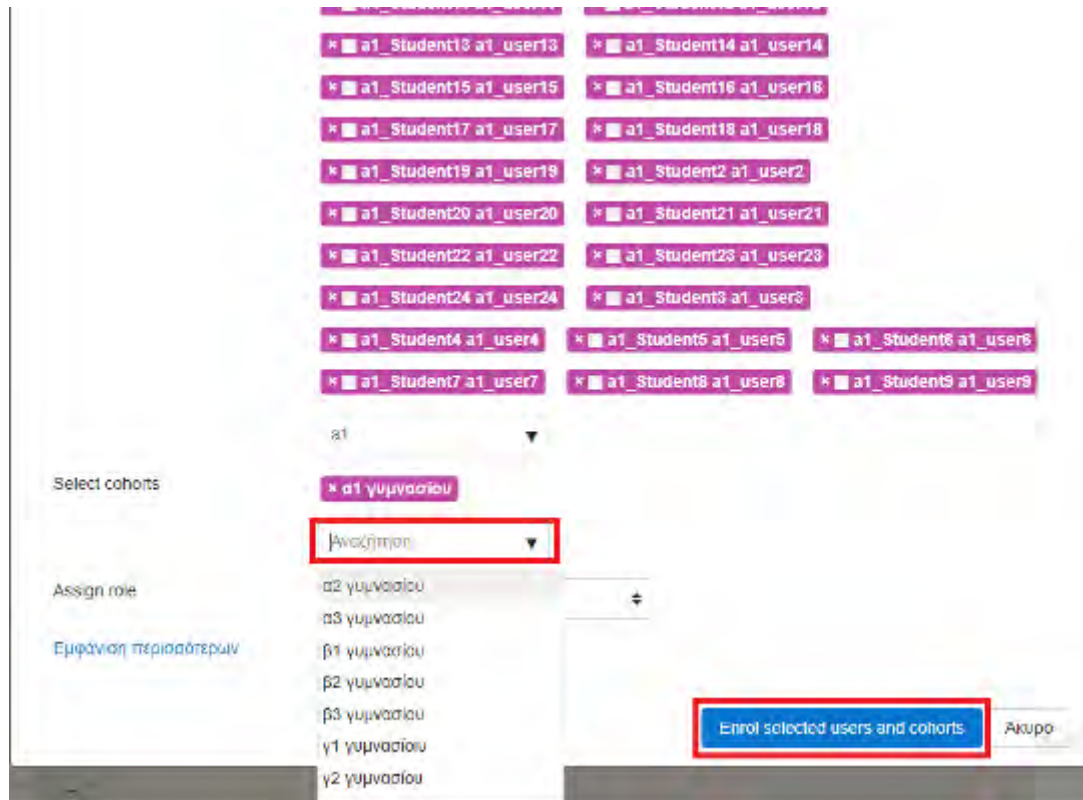 × a1_Student13 a1_user13 × a1_Student14 a1_user14
× a1_Student15 a1_user15 × a1_Student16 a1_user16
× a1_Student17 a1_user17 × a1_Student18 a1_user18
× a1_Student19 a1_user19 × a1_Student2 a1_user2
× a1_Student20 a1_user20 × a1_Student21 a1_user21
× a1_Student22 a1_user22 × a1_Student23 a1_user23
× a1_Student24 a1_user24 × a1_Student3 a1_user3
× a1_Student4 a1_user4 × a1_Student5 a1_user5 × a1_Student6 a1_user6
× a1_Student7 a1_user7 × a1_Student8 a1_user8 × a1_Student9 a1_user9
a1 ▼
Select cohorts × α1 γυμνασίου
Αναζήτηση ▼
Assign role
α2 γυμνασίου
α3 γυμνασίου
Εμφάνιση περισσότερων
β1 γυμνασίου
β2 γυμνασίου
β3 γυμνασίου
γ1 γυμνασίου
γ2 γυμνασίου
Enrol selected users and cohorts Άκυρο